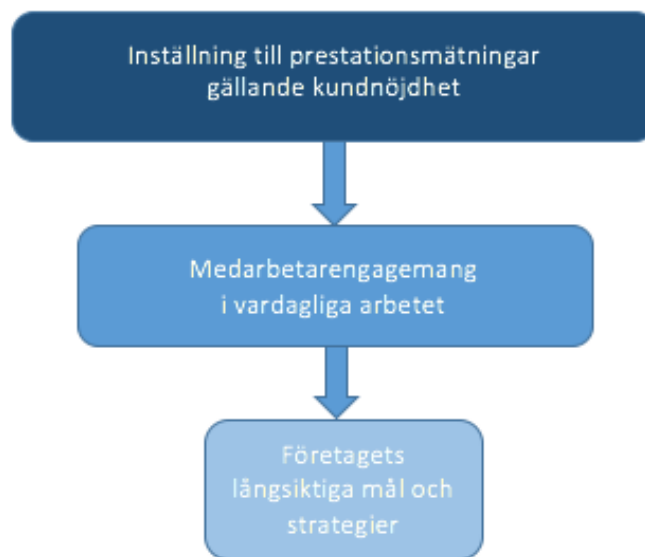 Inställning till prestationsmätningar
gällande kundnöjdhet
Medarbetarengagemang
i vardagliga arbetet
Företagets
långsiktiga mål och
strategier